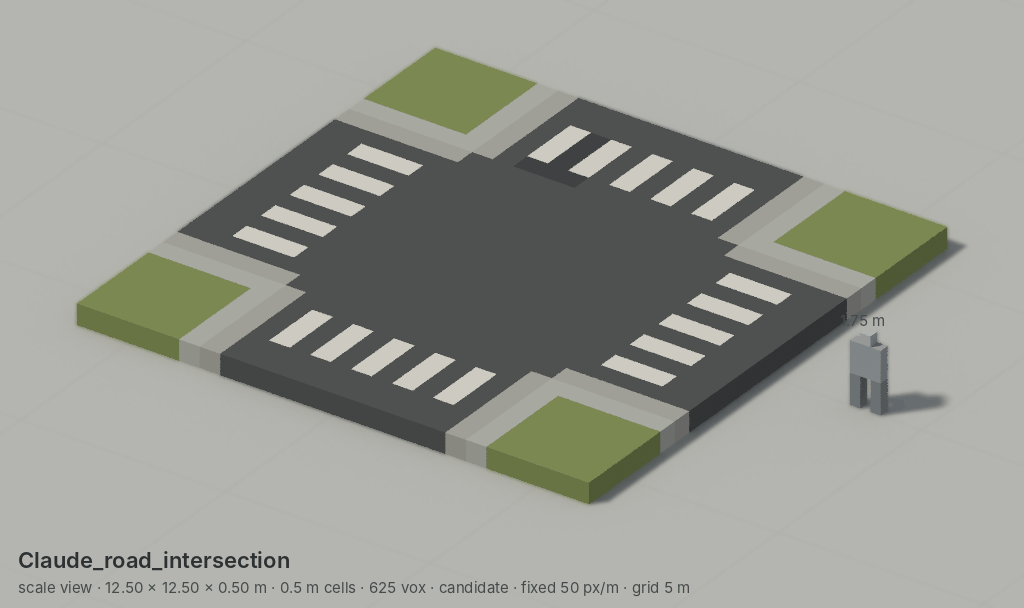 1.75 m
Claude_road_intersection
scale view · 12.50 × 12.50 × 0.50 m · 0.5 m cells · 625 vox · candidate · fixed 50 px/m · grid 5 m